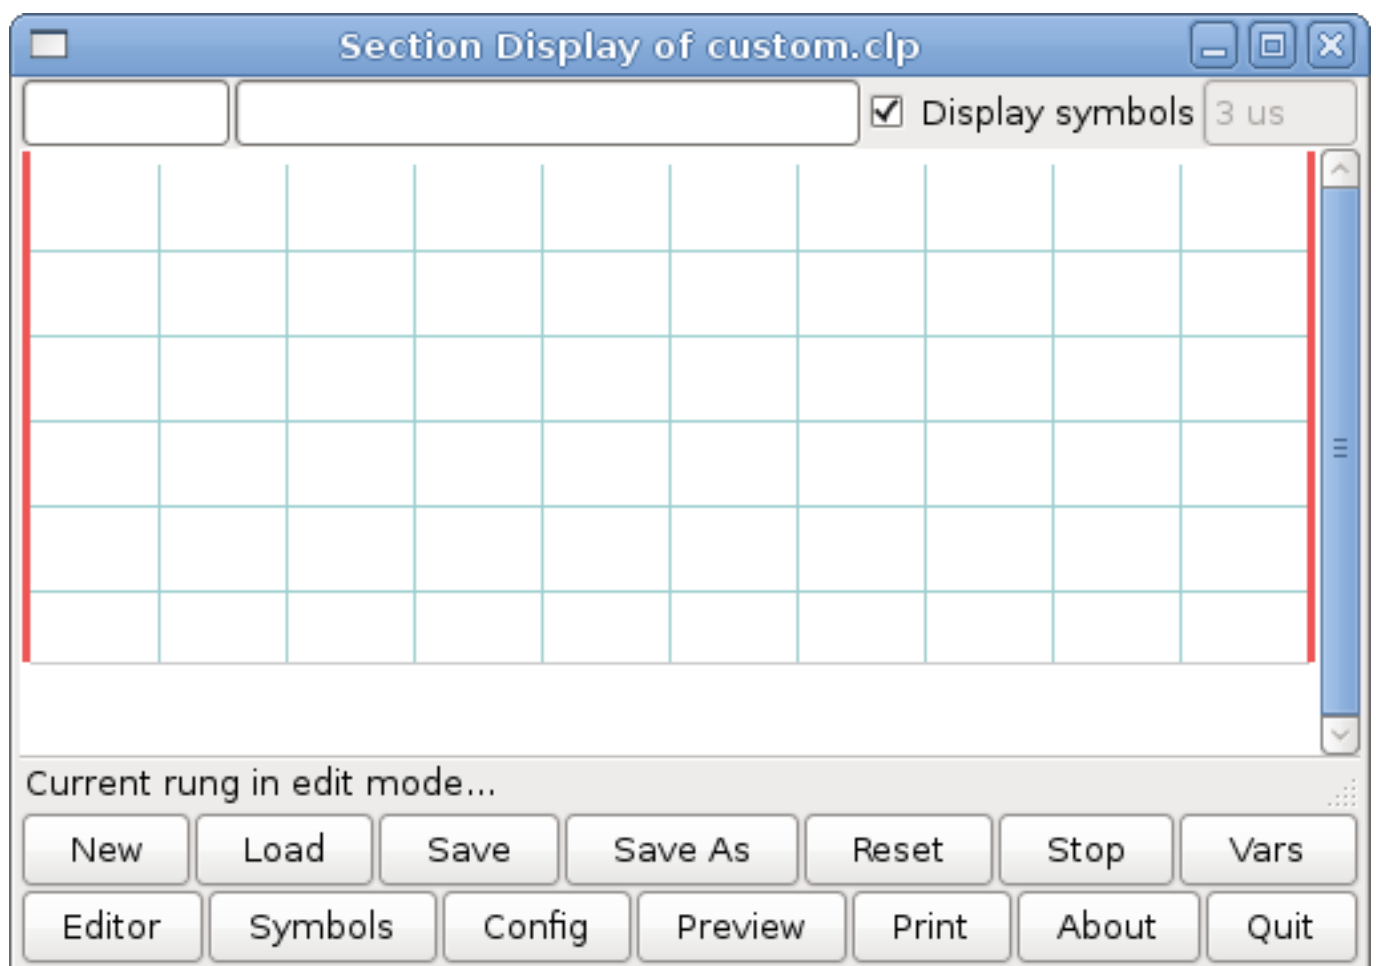 Section Display of custom.clp
Display symbols 3 us
Current rung in edit mode...
New Load Save Save As Reset Stop Vars
Editor Symbols Config Preview Print About Quit